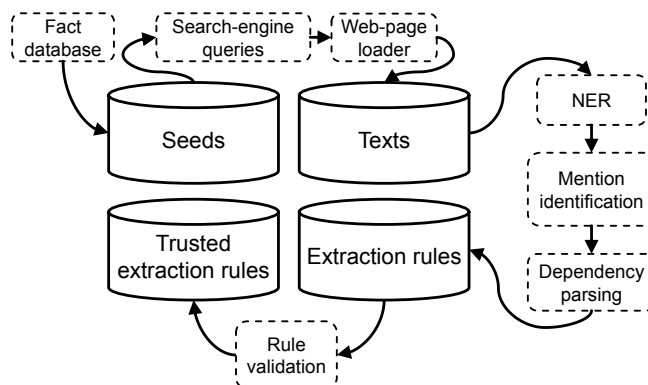 Fact
database
Search-engine
queries
Web-page
loader
Seeds
Texts
NER
Mention
identification
Dependency
parsing
Extraction rules
Trusted
extraction rules
Rule
validation